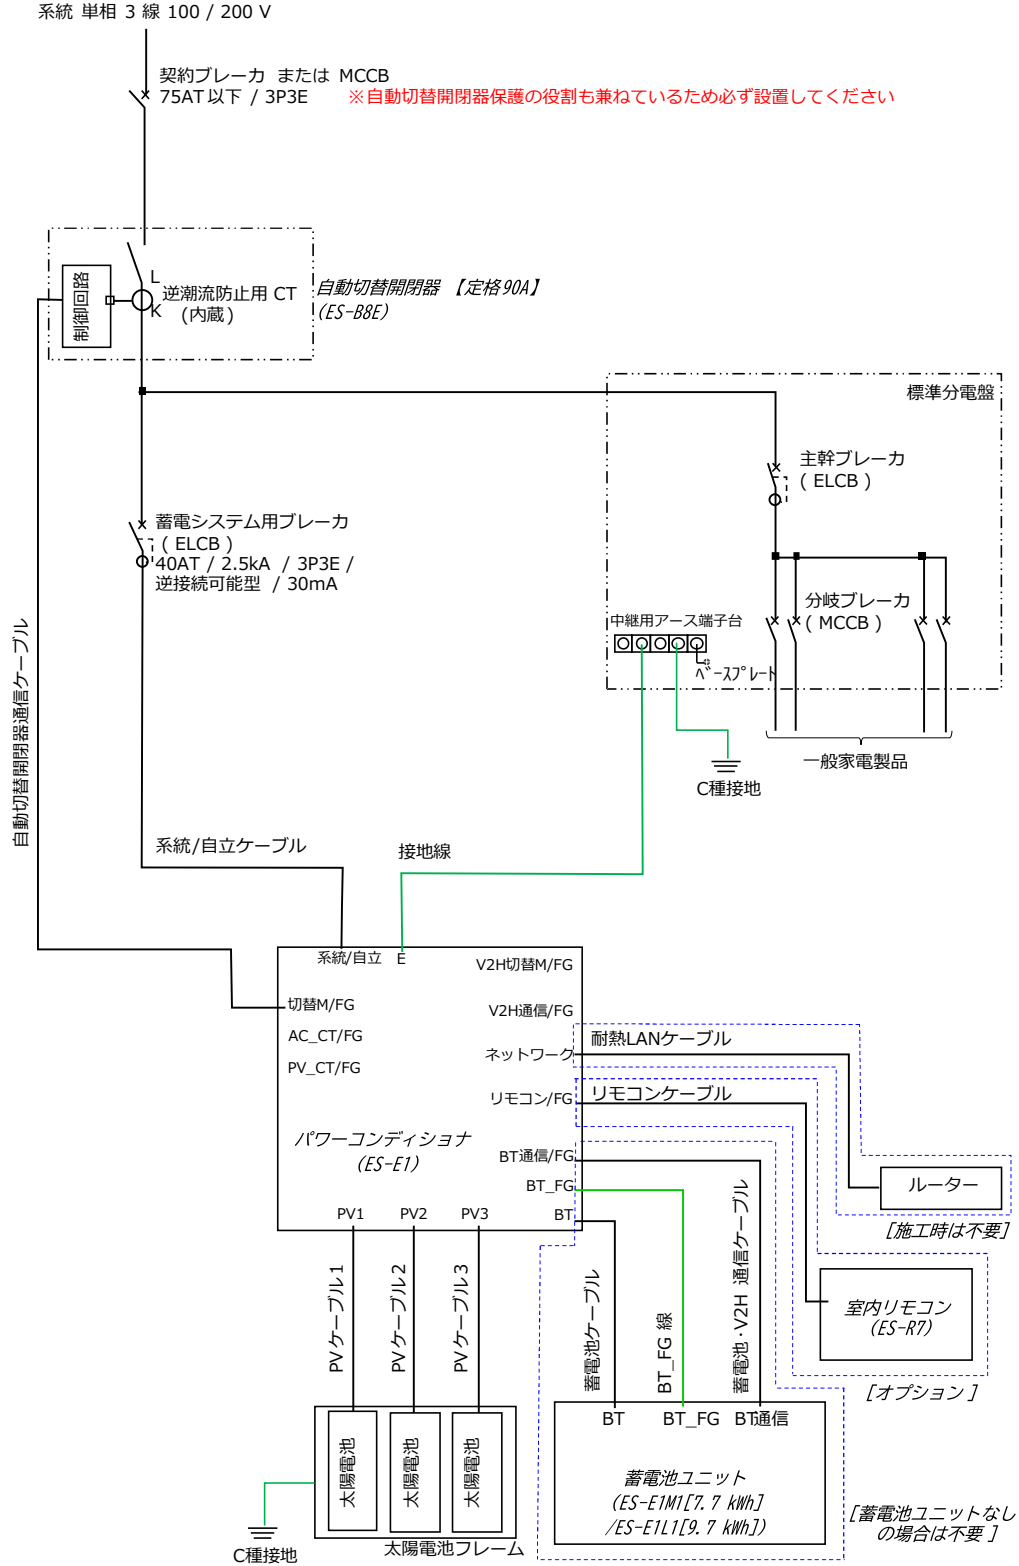 系統 単相 3 線 100 / 200 V
契約ブレーカ または MCCB
75AT 以下 / 3P3E
※自動切替開閉器保護の役割も兼ねているため必ず設置してください
制御回路
L
K
逆潮流防止用 CT
(内蔵)
自動切替開閉器 【定格90A】
(ES-B8E)
標準分電盤
主幹ブレーカ
( ELCB )
蓄電システム用ブレーカ
( ELCB )
40AT / 2.5kA / 3P3E /
逆接続可能型 / 30mA
分岐ブレーカ
( MCCB )
中継用アース端子台
ﾍﾞｰｽﾌﾟﾚｰﾄ
一般家電製品
C種接地
自動切替開閉器通信ケーブル
系統/自立ケーブル
接地線
系統/自立
E
V2H切替M/FG
切替M/FG
V2H通信/FG
AC_CT/FG
ネットワーク
耐熱LANケーブル
PV_CT/FG
リモコン/FG
リモコンケーブル
パワーコンディショナ
(ES-E1)
BT通信/FG
BT_FG
BT
PV1
PV2
PV3
ルーター
[施工時は不要]
室内リモコン
(ES-R7)
[オプション]
PVケーブル1
PVケーブル2
PVケーブル3
蓄電池ケーブル
BT_FG 線
蓄電池・V2H 通信ケーブル
BT
BT_FG
BT通信
蓄電池ユニット
(ES-E1M1[7.7 kWh]
/ES-E1L1[9.7 kWh])
[蓄電池ユニットなし
の場合は不要 ]
太陽電池
太陽電池
太陽電池
太陽電池フレーム
C種接地